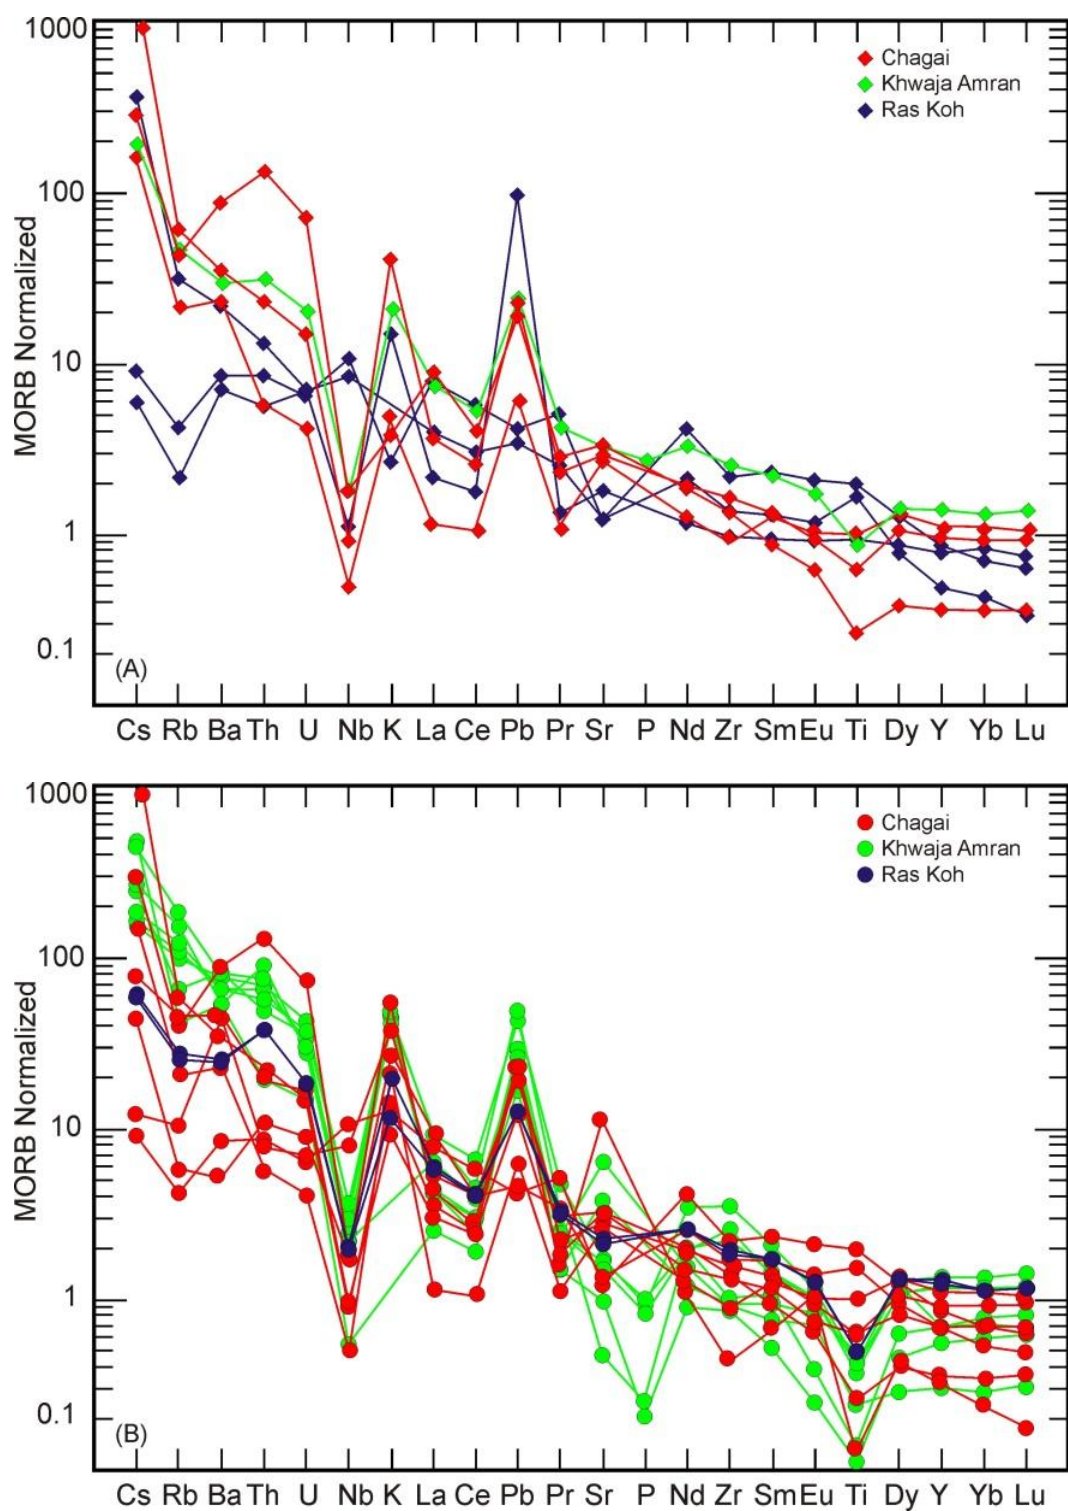 1000
100
10
1
0.1
MORB Normalized
Chagai
Khwaja Amran
Ras Koh
(A)
Cs Rb Ba Th U Nb K La Ce Pb Pr Sr P Nd Zr Sm Eu Ti Dy Y Yb Lu
1000
100
10
1
0.1
MORB Normalized
Chagai
Khwaja Amran
Ras Koh
(B)
Cs Rb Ba Th U Nb K La Ce Pb Pr Sr P Nd Zr Sm Eu Ti Dy Y Yb Lu